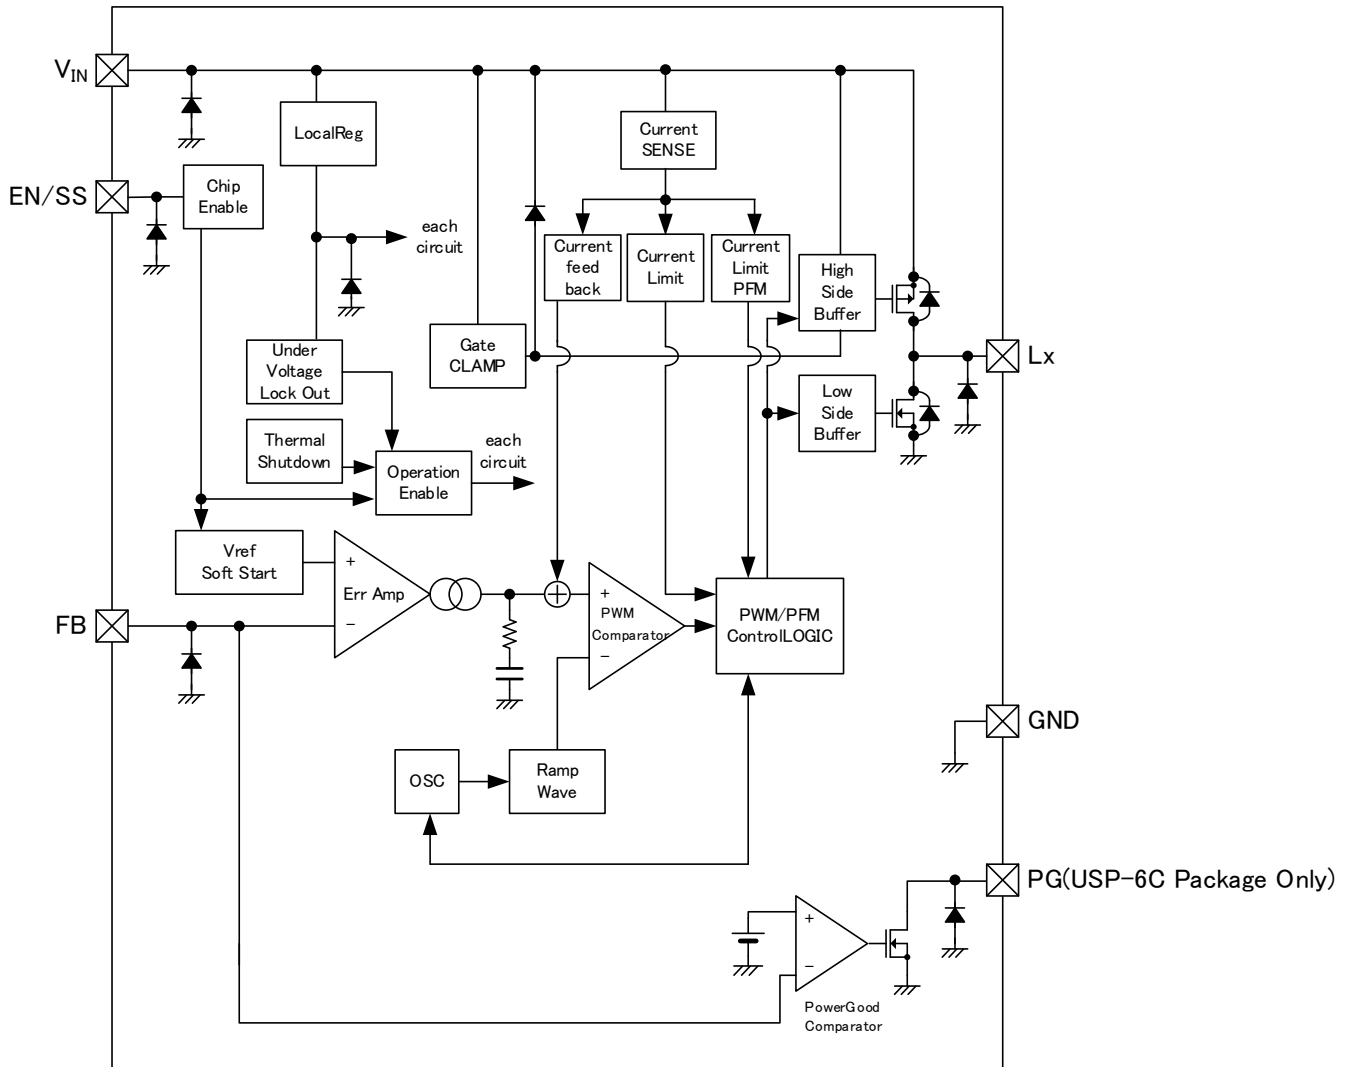 VIN
LocalReg
Current
SENSE
EN/SS
Chip
Enable
each
circuit
Current
feed
back
Current
Limit
Current
Limit
PFM
High
Side
Buffer
Gate
CLAMP
Under
Voltage
Lock Out
Lx
Low
Side
Buffer
Thermal
Shutdown
Operation
Enable
each
circuit
Vref
Soft Start
+
Err Amp
−
+
PWM
Comparator
−
PWM/PFM
ControlLOGIC
FB
GND
OSC
Ramp
Wave
PG(USP-6C Package Only)
+
−
PowerGood
Comparator